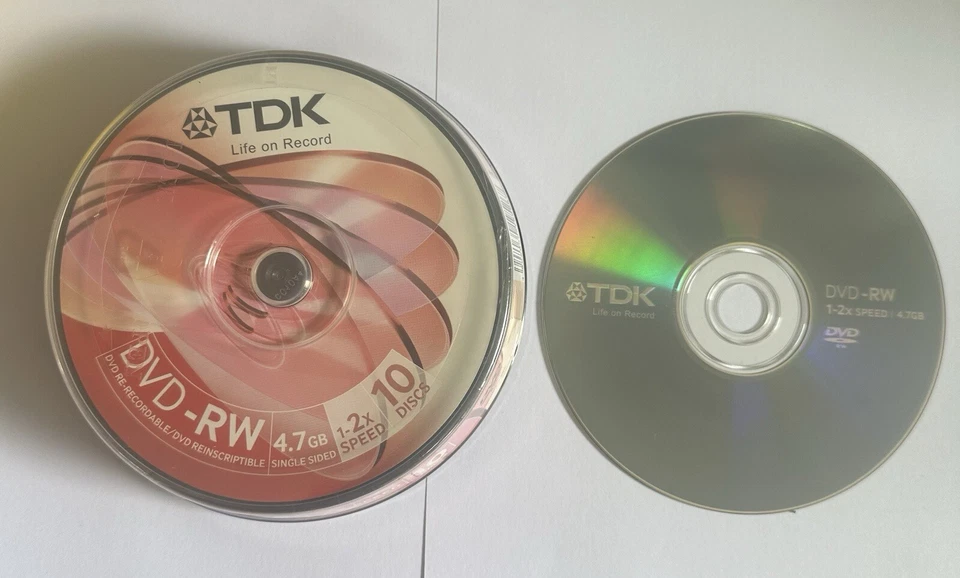 TDK
Life on Record
DVD-RW
DVD RE-RECORDABLE/DVD REINSCRIPTIBLE
4.7GB
SINGLE SIDED
1-2x
SPEED
10
DISCS
TDK
Life on Record
DVD-RW
1-2x SPEED | 4.7GB
DVD